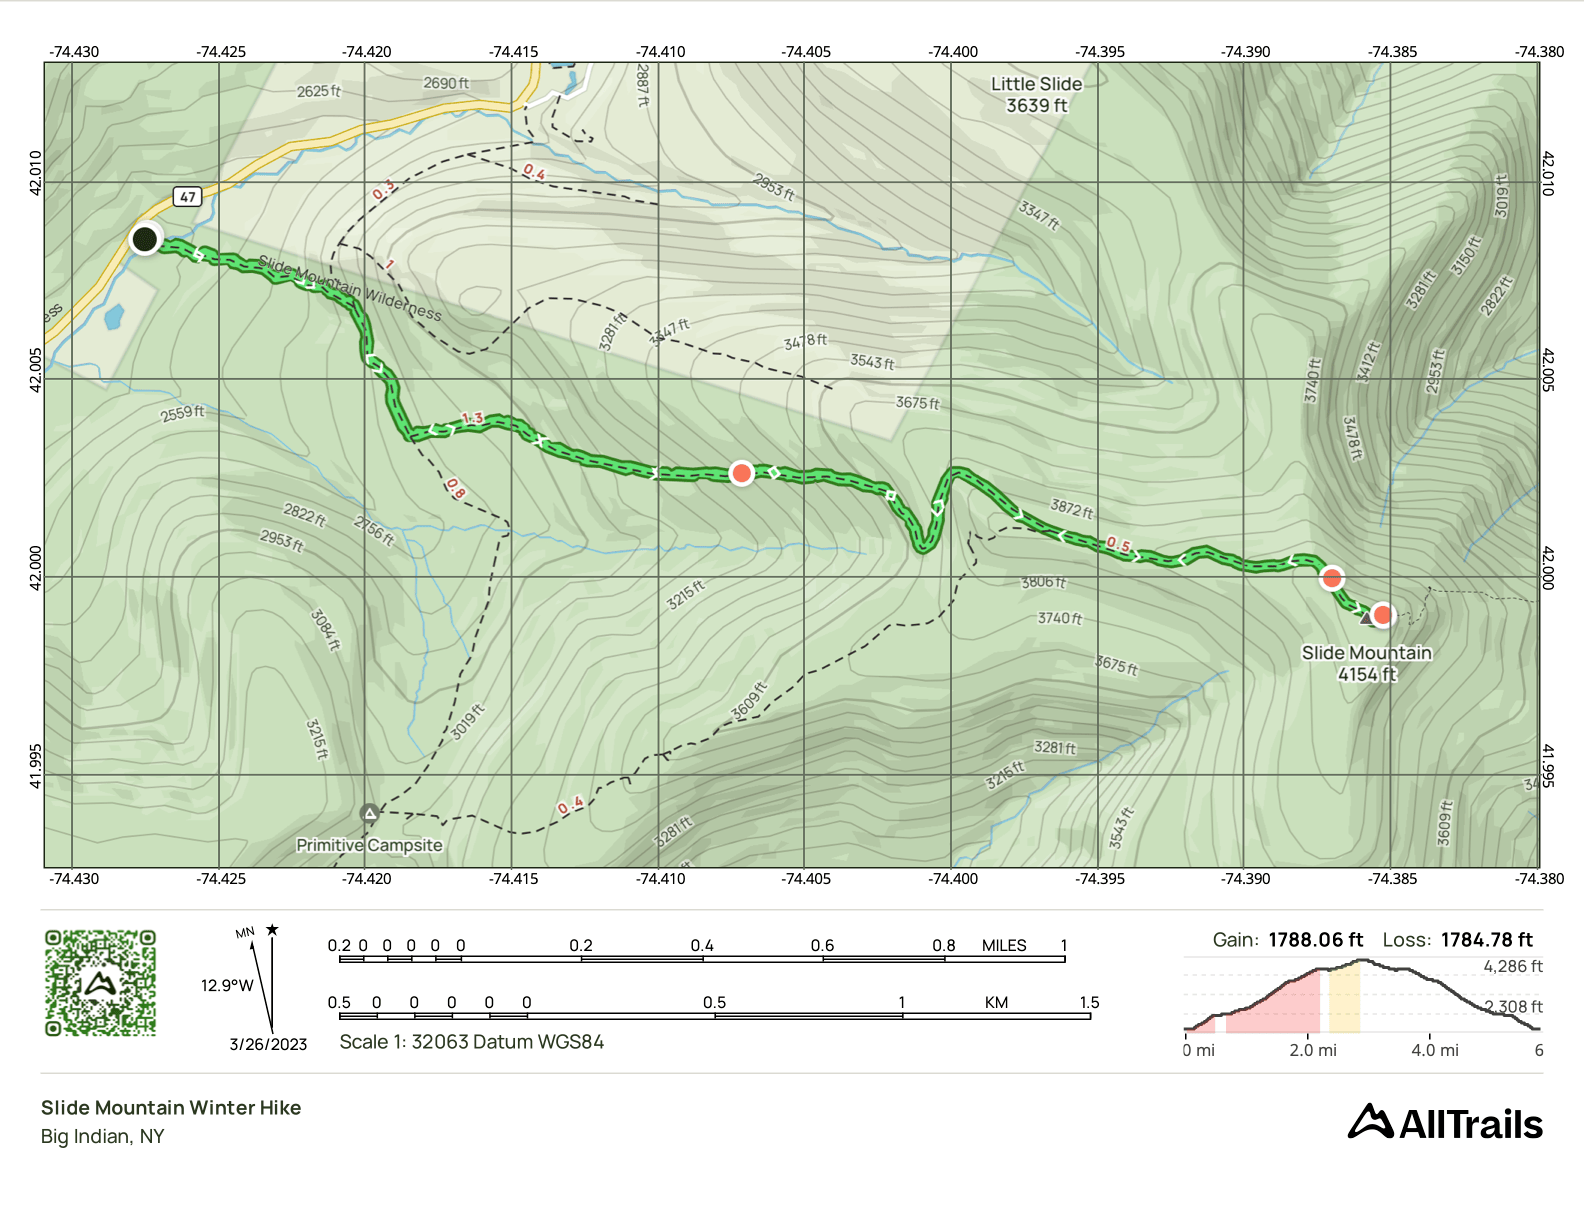 -74.430 -74.425 -74.420 -74.415 -74.410 -74.405 -74.400 -74.395 -74.390 -74.385 -74.380
2625 ft
2690 ft
2887 ft
Little Slide
3639 ft
42.010
42.010
0.3
0.4
2953 ft
3347 ft
3019 ft
47
3150 ft
3281 ft
2822 ft
1
Slide Mountain Wilderness
ess
3281 ft
3347 ft
3478 ft
3543 ft
3740 ft
3412 ft
2953 ft
42.005
42.005
3675 ft
2559 ft
1.3
3478 ft
0.8
2822 ft
2756 ft
2953 ft
3872 ft
0.5
42.000
42.000
3215 ft
3806 ft
3740 ft
3084 ft
Slide Mountain
4154 ft
3675 ft
3609 ft
3019 ft
3215 ft
3281 ft
3215 ft
41.995
41.995
34
0.4
3281 ft
3543 ft
3609 ft
ft
Primitive Campsite
-74.430 -74.425 -74.420 -74.415 -74.410 -74.405 -74.400 -74.395 -74.390 -74.385 -74.380
MN
12.9°W
3/26/2023
0.2 0 0 0 0 0 0.2 0.4 0.6 0.8 MILES 1
0.5 0 0 0 0 0 0.5 1 KM 1.5
Scale 1: 32063 Datum WGS84
Gain: 1788.06 ft Loss: 1784.78 ft
4,286 ft
2,308 ft
0 mi 2.0 mi 4.0 mi 6
Slide Mountain Winter Hike
Big Indian, NY
AllTrails